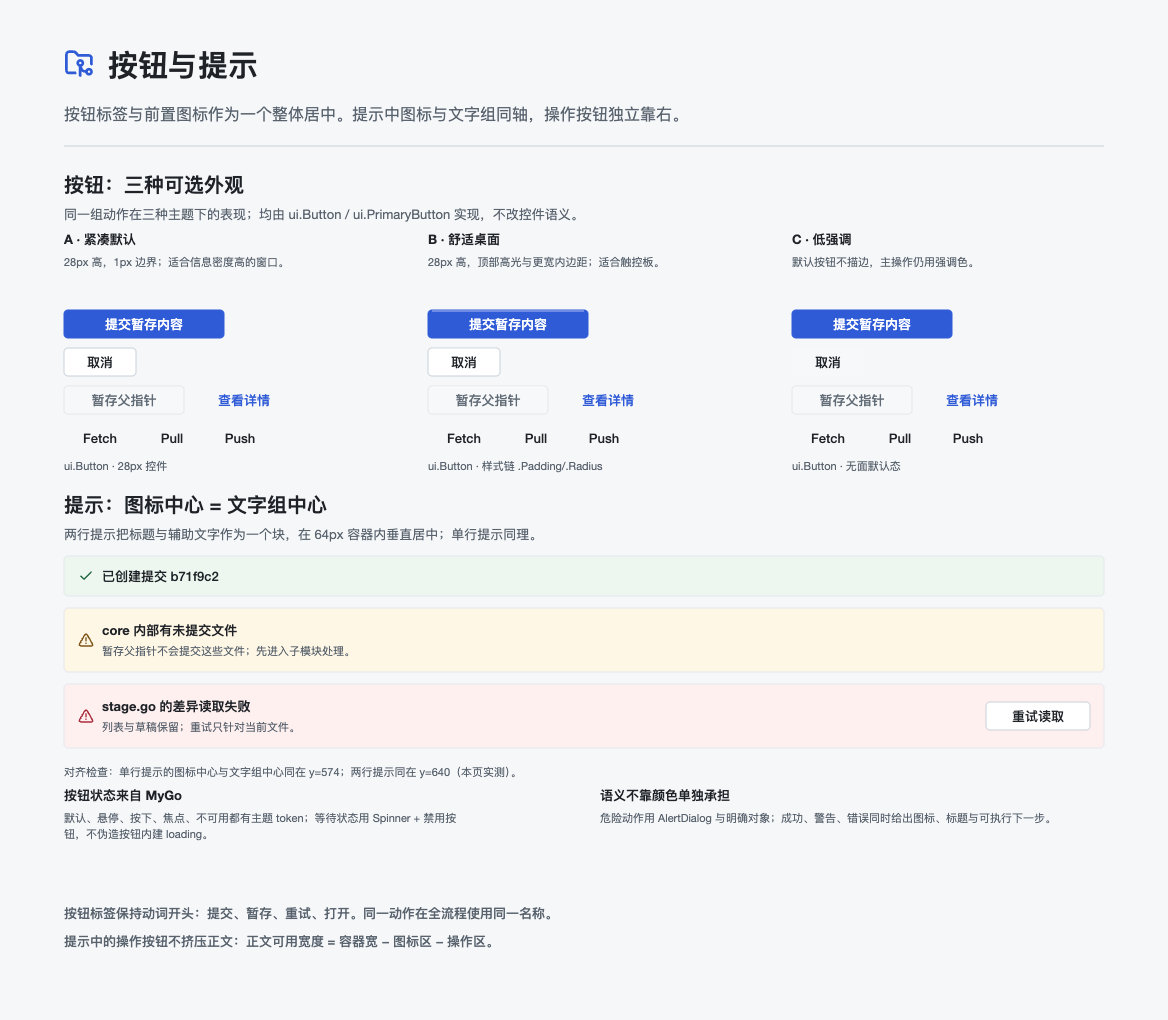 按钮与提示
按钮标签与前置图标作为一个整体居中。提示中图标与文字组同轴，操作按钮独立靠右。
按钮：三种可选外观
同一组动作在三种主题下的表现；均由 ui.Button / ui.PrimaryButton 实现，不改控件语义。
A · 紧凑默认
28px 高，1px 边界；适合信息密度高的窗口。
提交暂存内容
取消
暂存父指针 查看详情
Fetch Pull Push
ui.Button · 28px 控件
B · 舒适桌面
28px 高，顶部高光与更宽内边距；适合触控板。
提交暂存内容
取消
暂存父指针 查看详情
Fetch Pull Push
ui.Button · 样式链 .Padding/.Radius
C · 低强调
默认按钮不描边，主操作仍用强调色。
提交暂存内容
取消
暂存父指针 查看详情
Fetch Pull Push
ui.Button · 无面默认态
提示：图标中心 = 文字组中心
两行提示把标题与辅助文字作为一个块，在 64px 容器内垂直居中；单行提示同理。
已创建提交 b71f9c2
core 内部有未提交文件
暂存父指针不会提交这些文件；先进入子模块处理。
stage.go 的差异读取失败
列表与草稿保留；重试只针对当前文件。
重试读取
对齐检查：单行提示的图标中心与文字组中心同在 y=574；两行提示同在 y=640（本页实测）。
按钮状态来自 MyGo
默认、悬停、按下、焦点、不可用都有主题 token；等待状态用 Spinner + 禁用按
钮，不伪造按钮内建 loading。
语义不靠颜色单独承担
危险动作用 AlertDialog 与明确对象；成功、警告、错误同时给出图标、标题与可执行下一步。
按钮标签保持动词开头：提交、暂存、重试、打开。同一动作在全流程使用同一名称。
提示中的操作按钮不挤压正文：正文可用宽度 = 容器宽 − 图标区 − 操作区。